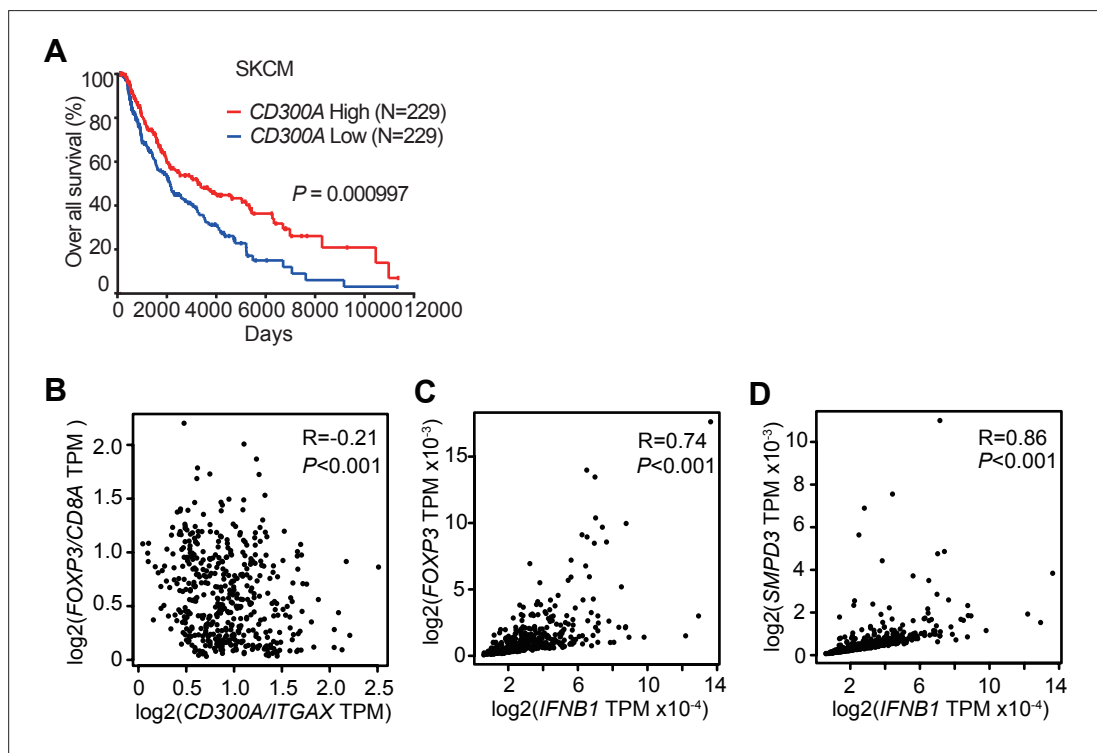 A
SKCM
CD300A High (N=229)
CD300A Low (N=229)
P = 0.000997
Over all survival (%)
100
80
60
40
20
0
0 2000 4000 6000 8000 10000 12000
Days
B
R=-0.21
P<0.001
log2(FOXP3/CD8A TPM )
2.0
1.5
1.0
0.5
0
0 0.5 1.0 1.5 2.0 2.5
log2(CD300A/ITGAX TPM)
C
R=0.74
P<0.001
log2(FOXP3 TPM x10-3)
15
10
5
0
2 6 10 14
log2(IFNB1 TPM x10-4)
D
R=0.86
P<0.001
log2(SMPD3 TPM x10-3)
10
8
6
4
2
0
2 6 10 14
log2(IFNB1 TPM x10-4)